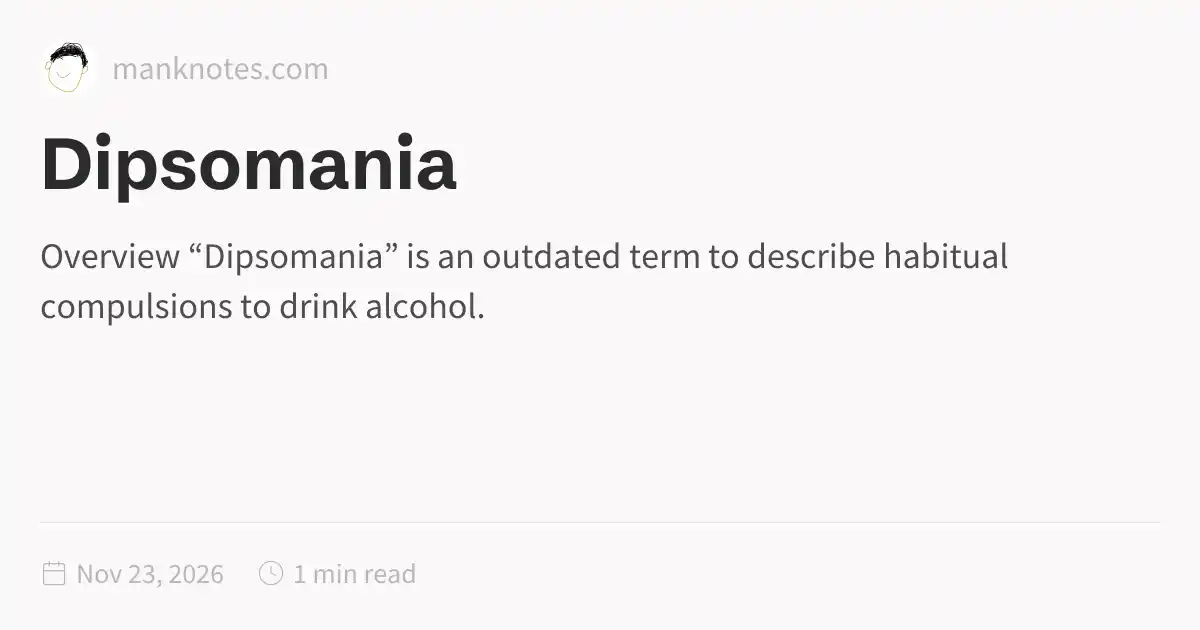 manknotes.com
Dipsomania
Overview “Dipsomania” is an outdated term to describe habitual
compulsions to drink alcohol.
Nov 23, 2026 1 min read